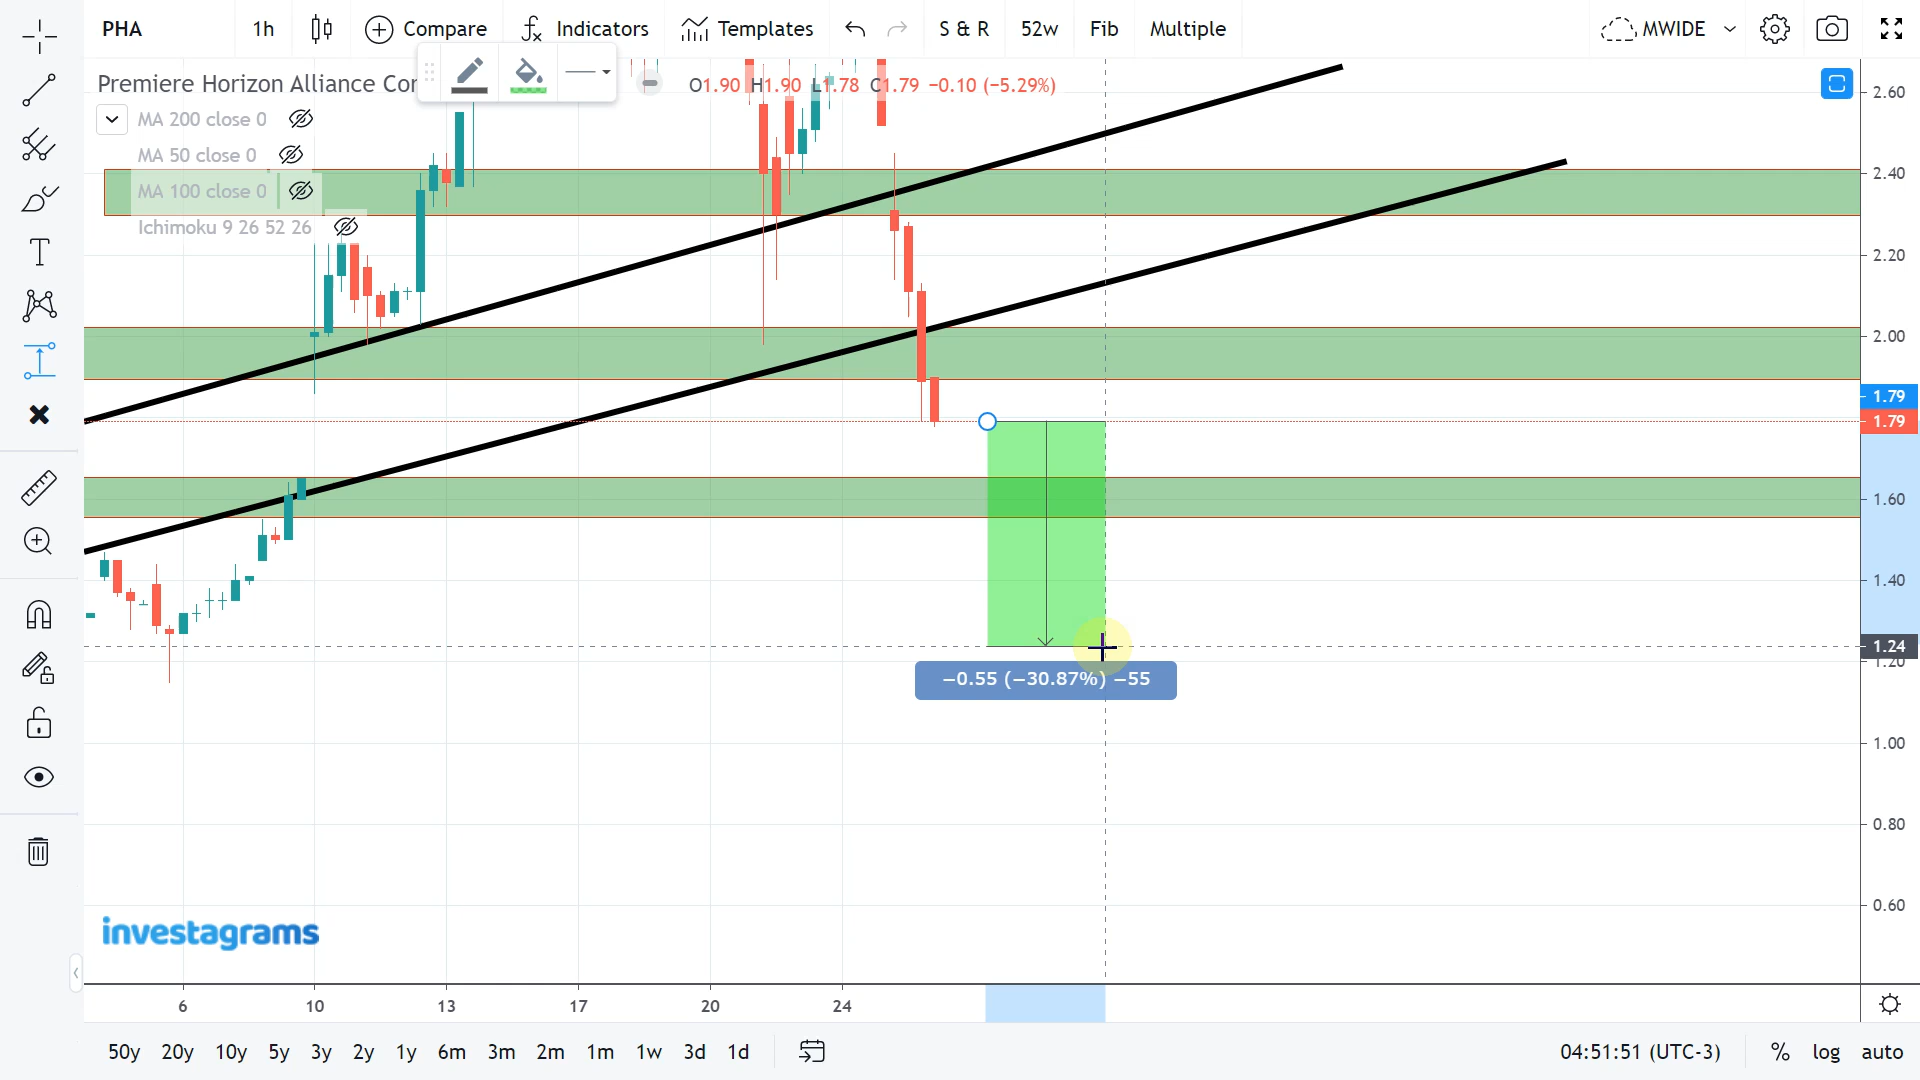 PHA 1h Compare Indicators Templates S & R 52w Fib Multiple MWIDE
Premiere Horizon Alliance Cor O1.90 H1.90 L1.78 C1.79 −0.10 (−5.29%)
MA 200 close 0
MA 50 close 0
MA 100 close 0
Ichimoku 9 26 52 26
2.60
2.40
2.20
2.00
1.79
1.79
1.60
1.40
1.24
1.20
−0.55 (−30.87%) −55
1.00
0.80
0.60
investagrams
6 10 13 17 20 24
50y 20y 10y 5y 3y 2y 1y 6m 3m 2m 1m 1w 3d 1d 04:51:51 (UTC-3) % log auto